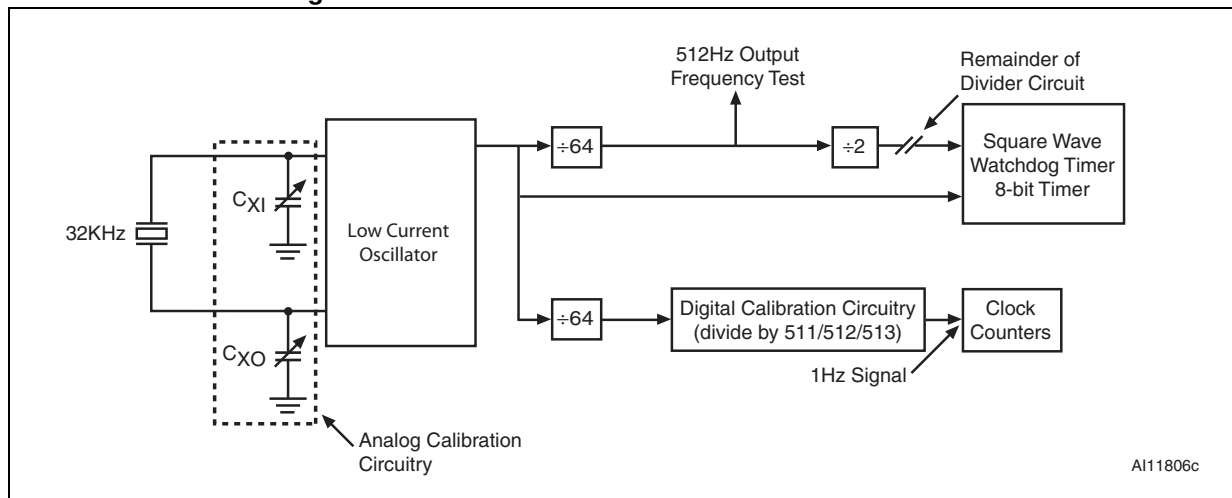 512Hz Output
Frequency Test
Remainder of
Divider Circuit
÷64
÷2
Square Wave
Watchdog Timer
8-bit Timer
CXI
32KHz
Low Current
Oscillator
CXO
÷64
Digital Calibration Circuitry
(divide by 511/512/513)
Clock
Counters
1Hz Signal
Analog Calibration
Circuitry
AI11806c